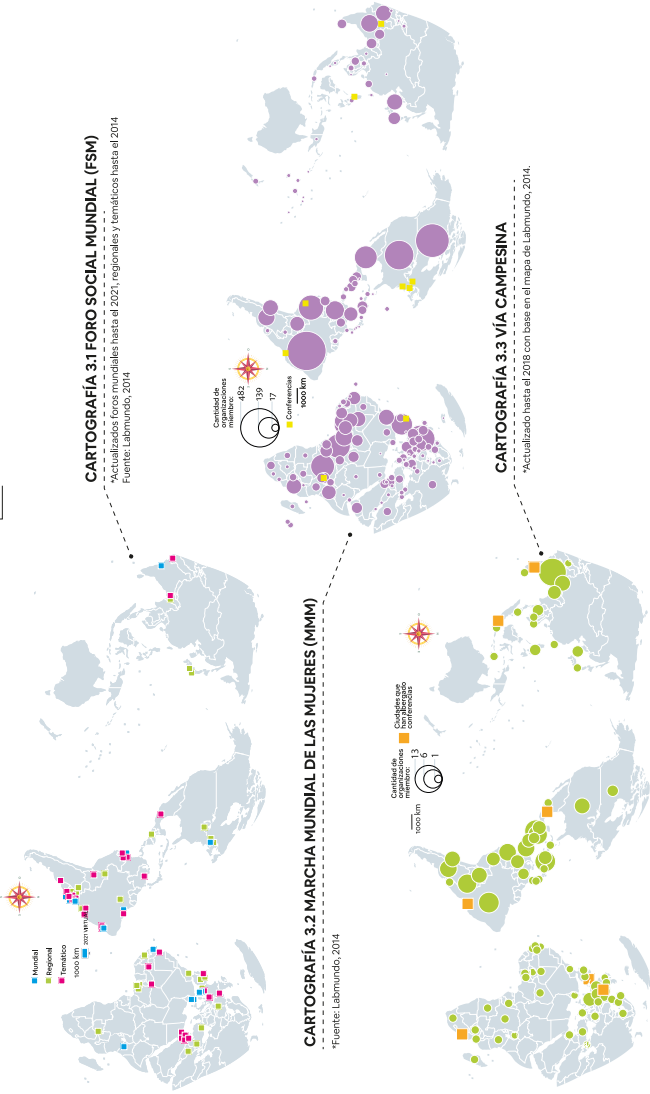 CARTOGRAFÍA 3.1 FORO SOCIAL MUNDIAL (FSM)
*Actualizados foros mundiales hasta el 2021, regionales y temáticos hasta el 2014
Fuente: Labmundo, 2014
Mundial
Regional
Temático
1000 km
2021 VIRTUAL
CARTOGRAFÍA 3.2 MARCHA MUNDIAL DE LAS MUJERES (MMM)
*Fuente: Labmundo, 2014
Cantidad de
organizaciones
miembro:
482
139
17
Conferencias
1000 km
CARTOGRAFÍA 3.3 VÍA CAMPESINA
*Actualizado hasta el 2018 con base en el mapa de Labmundo, 2014.
1000 km
Cantidad de
organizaciones
miembro:
13
6
1
Ciudades que
han albergado
conferencias